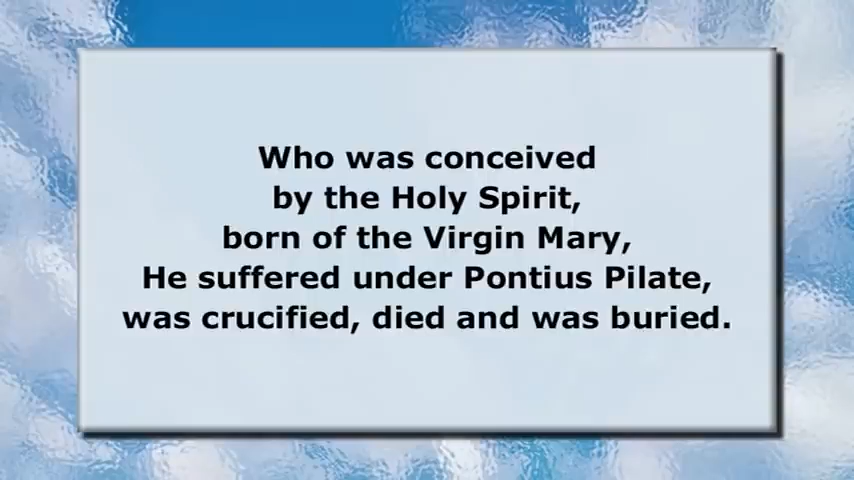 Who was conceived
by the Holy Spirit,
born of the Virgin Mary,
He suffered under Pontius Pilate,
was crucified, died and was buried.